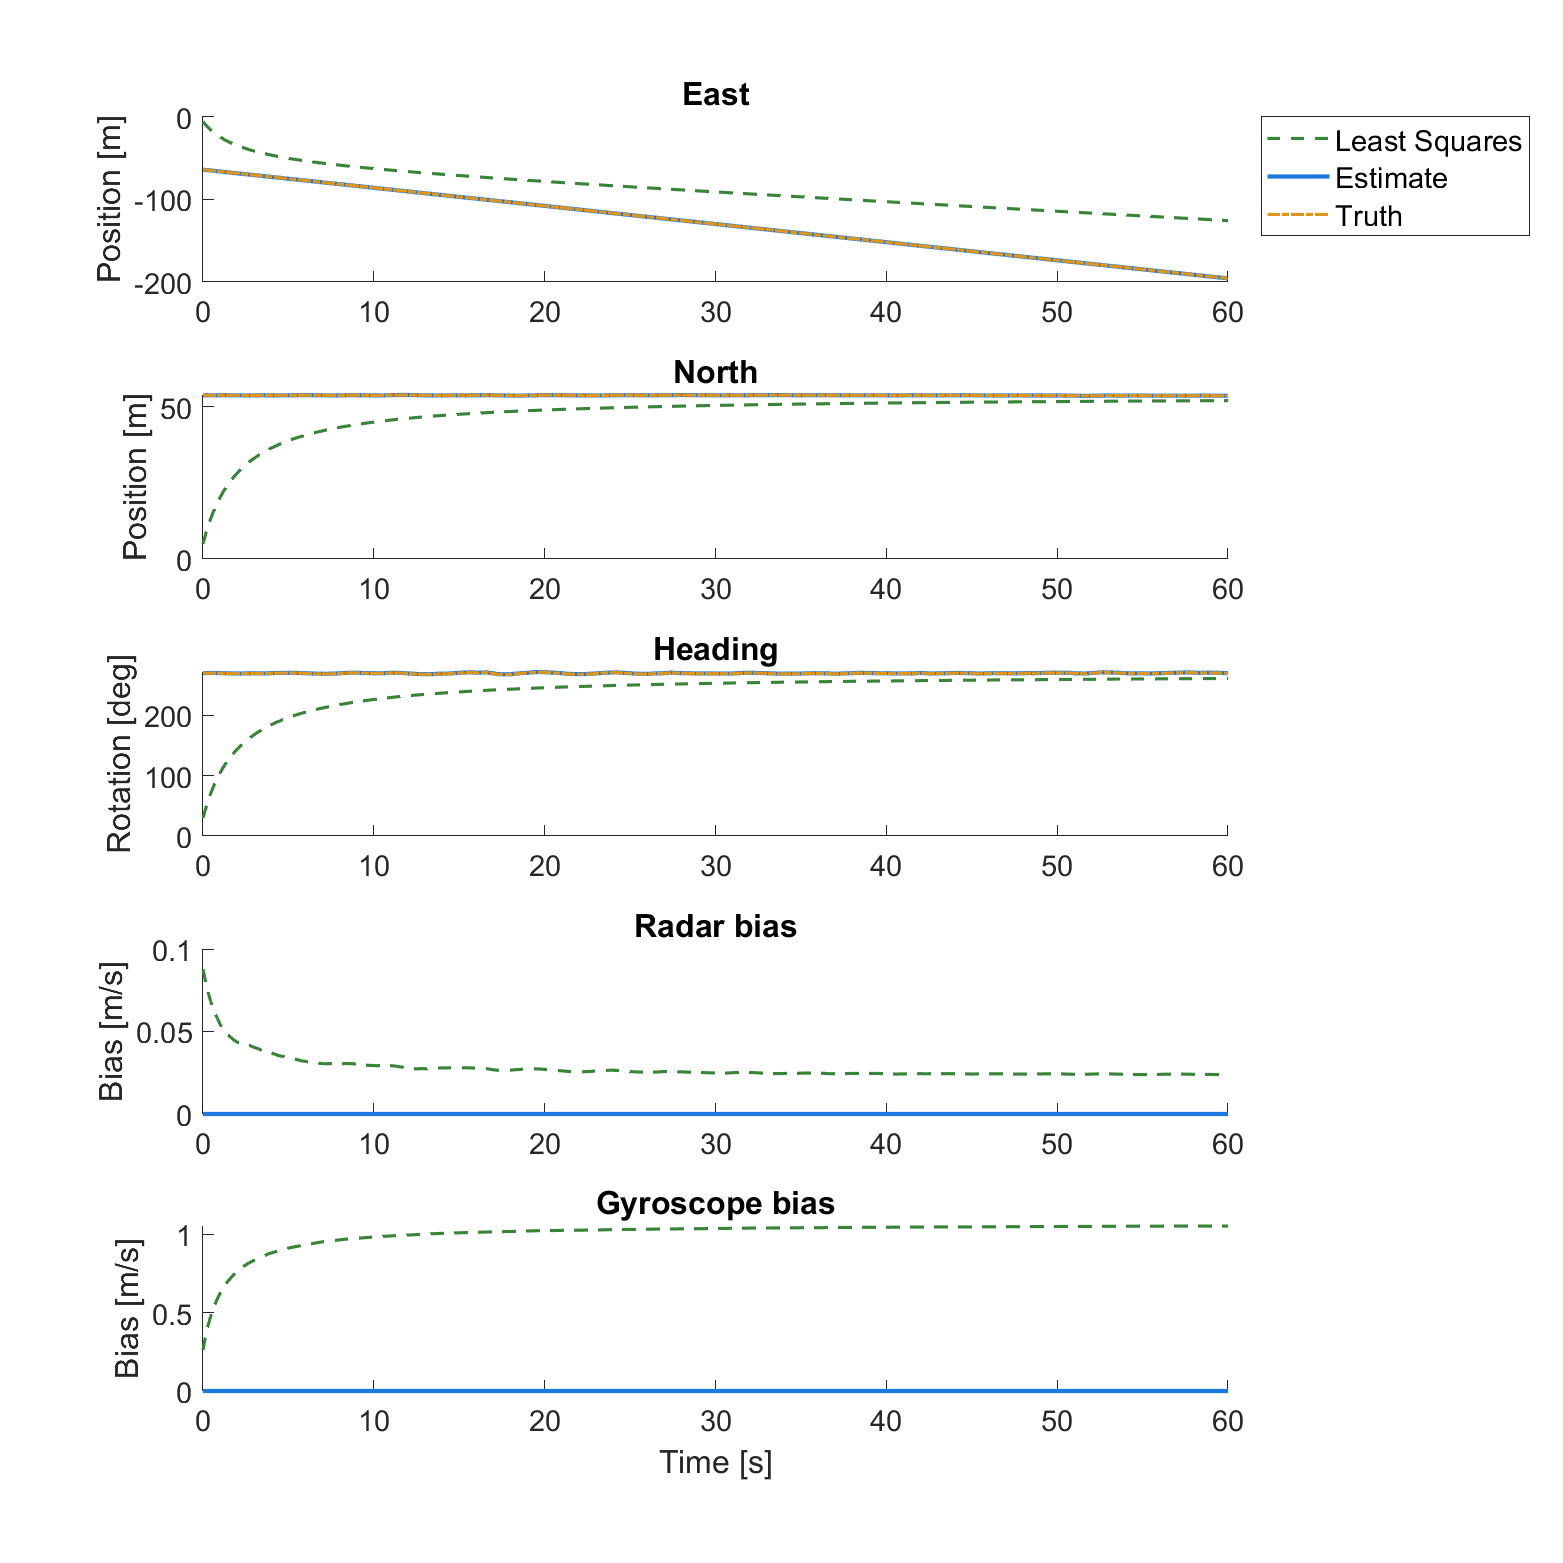 East
Position [m]
0
-100
-200
0 10 20 30 40 50 60
Least Squares
Estimate
Truth
North
Position [m]
50
0
0 10 20 30 40 50 60
Heading
Rotation [deg]
200
100
0
0 10 20 30 40 50 60
Radar bias
Bias [m/s]
0.1
0.05
0
0 10 20 30 40 50 60
Gyroscope bias
Bias [m/s]
1
0.5
0
0 10 20 30 40 50 60
Time [s]